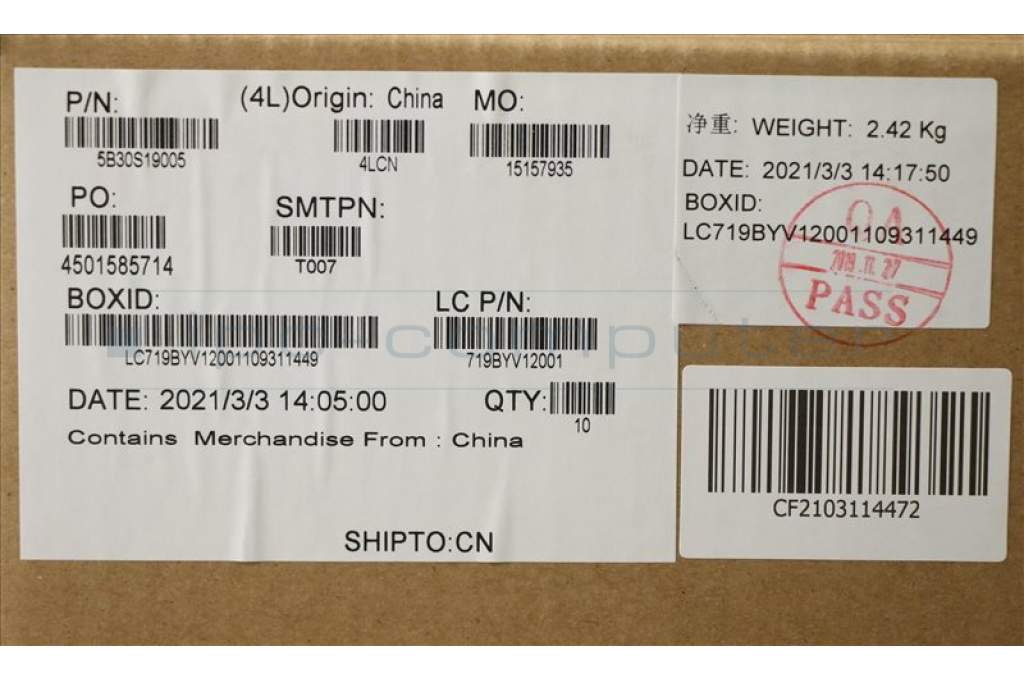 P/N: (4L)Origin: China MO:
5B30S19005 4LCN 15157935
PO: SMTPN:
4501585714 T007
BOXID: LC P/N:
LC719BYV12001109311449 719BYV12001
DATE: 2021/3/3 14:05:00 QTY:
10
Contains Merchandise From : China
SHIPTO:CN
净重: WEIGHT: 2.42 Kg
DATE: 2021/3/3 14:17:50
BOXID:
LC719BYV12001109311449
QA
PASS
CF2103114472